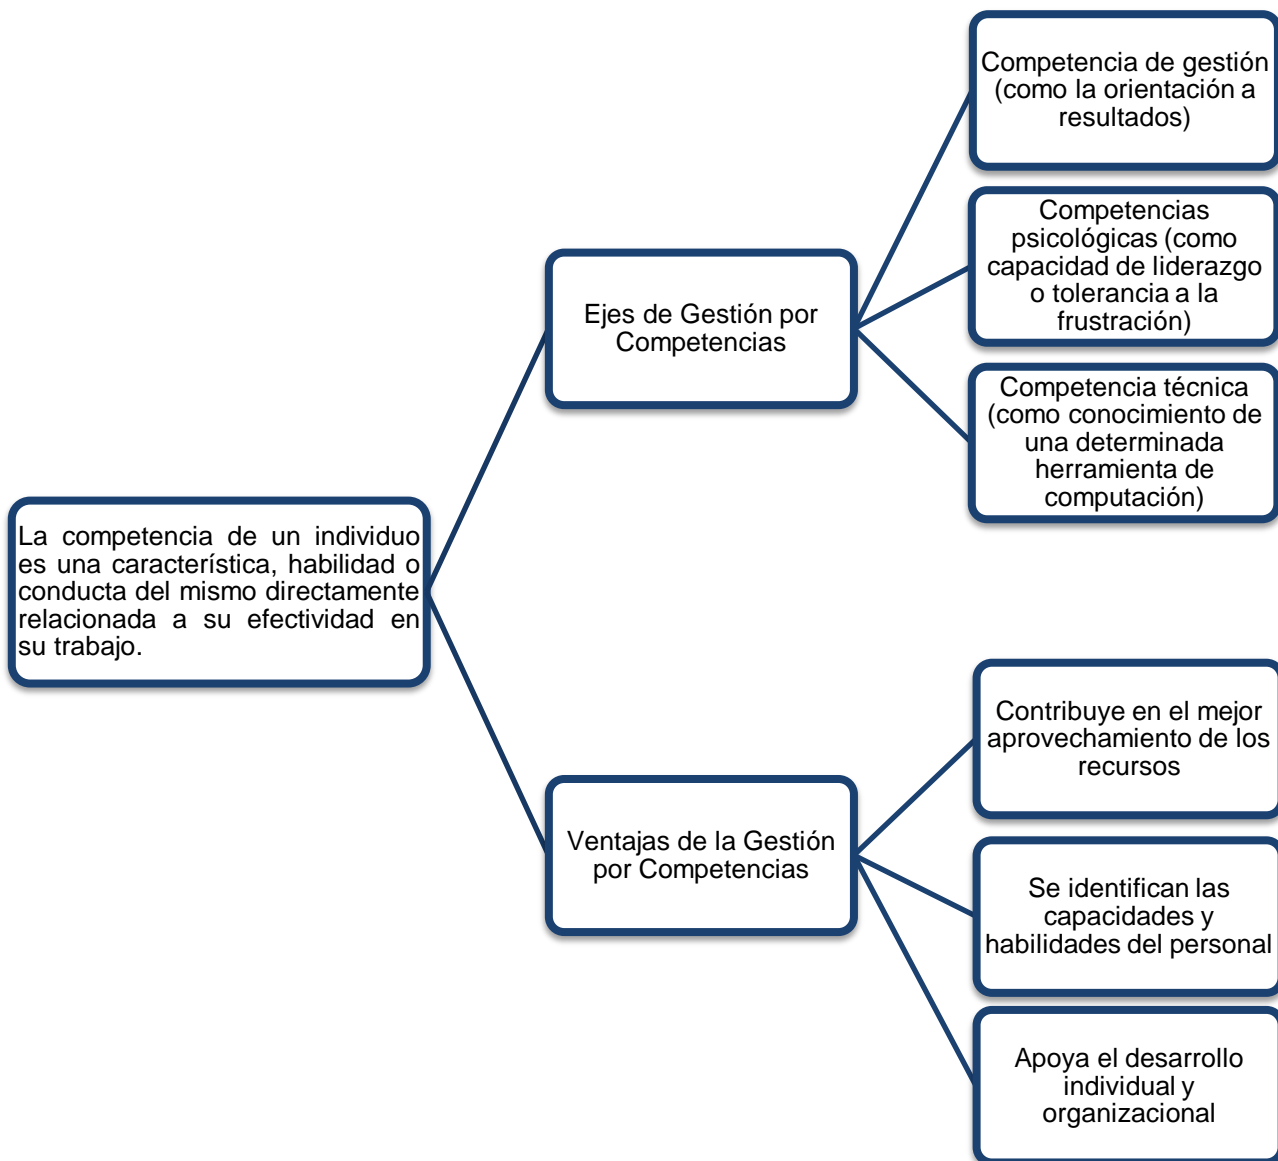 Competencia de gestión
(como la orientación a
resultados)
Competencias
psicológicas (como
capacidad de liderazgo
o tolerancia a la
frustración)
Ejes de Gestión por
Competencias
Competencia técnica
(como conocimiento de
una determinada
herramienta de
computación)
La competencia de un individuo
es una característica, habilidad o
conducta del mismo directamente
relacionada a su efectividad en
su trabajo.
Contribuye en el mejor
aprovechamiento de los
recursos
Ventajas de la Gestión
por Competencias
Se identifican las
capacidades y
habilidades del personal
Apoya el desarrollo
individual y
organizacional